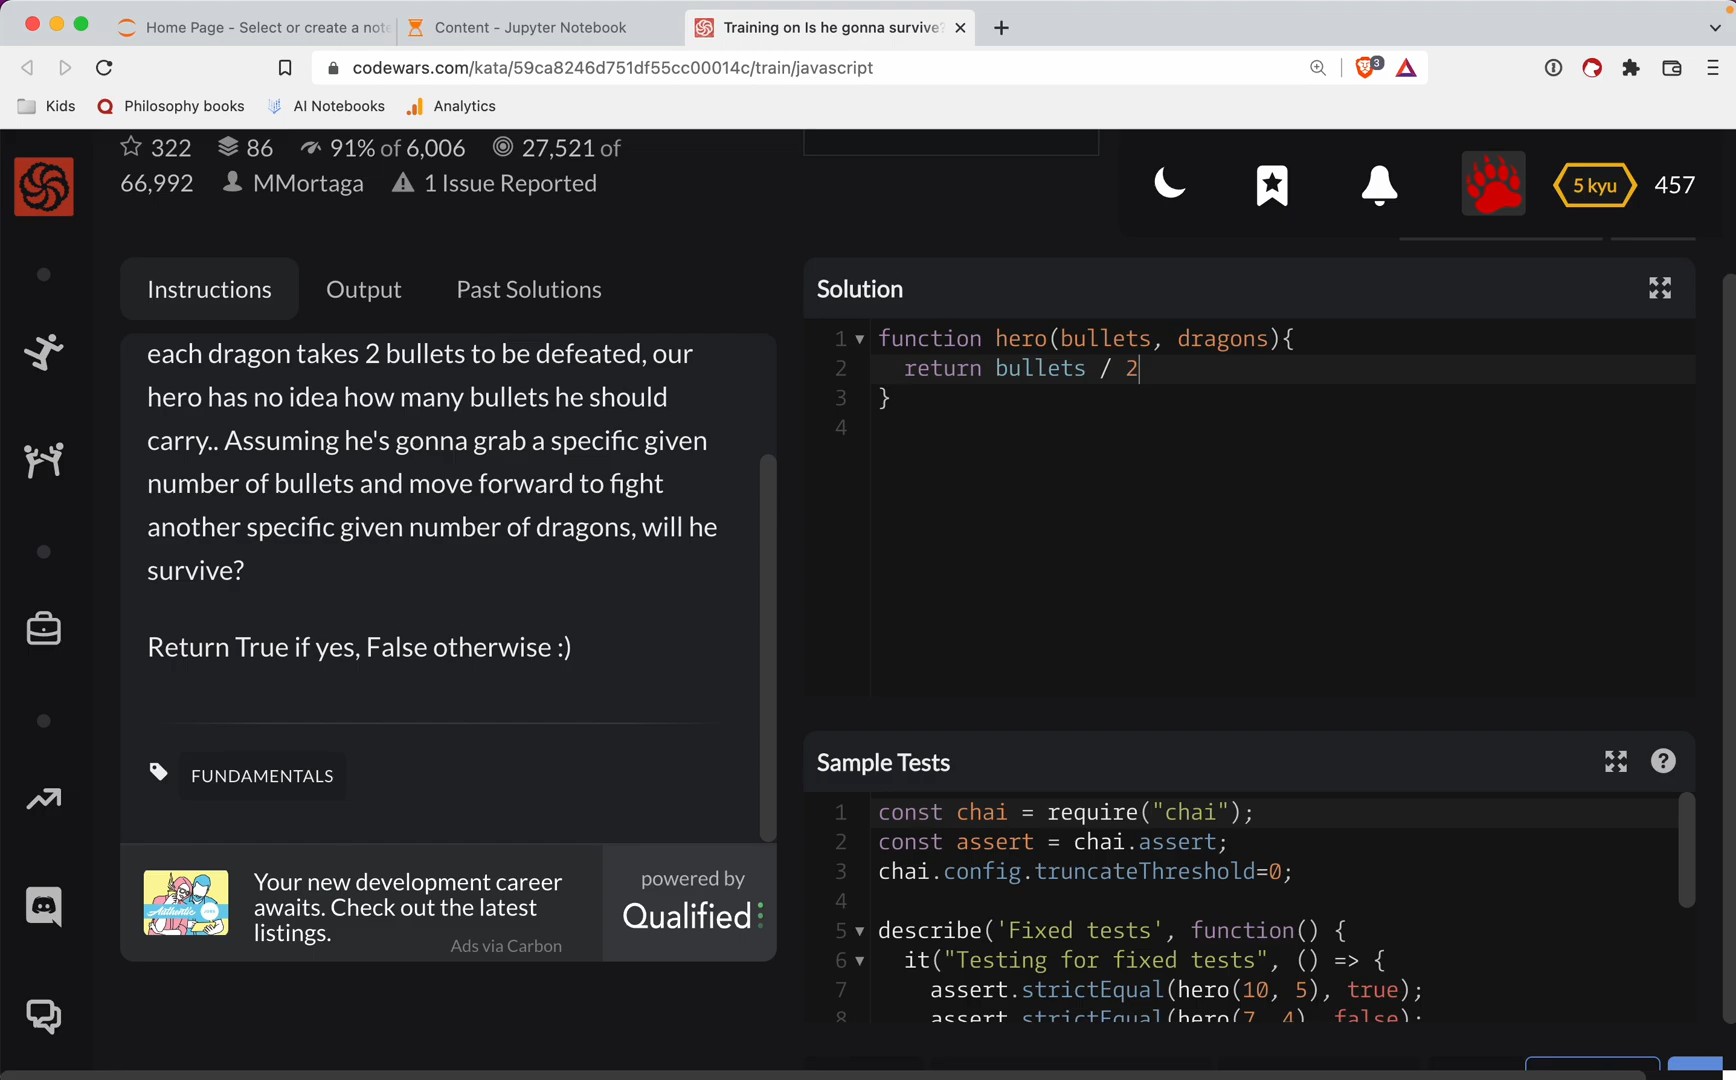 Home Page - Select or create a note
Content - Jupyter Notebook
Training on Is he gonna survive?
codewars.com/kata/59ca8246d751df55cc00014c/train/javascript
3
Kids
Philosophy books
AI Notebooks
Analytics
322
86
91% of 6,006
27,521 of
66,992
MMortaga
1 Issue Reported
5 kyu
457
Instructions
Output
Past Solutions
each dragon takes 2 bullets to be defeated, our
hero has no idea how many bullets he should
carry.. Assuming he's gonna grab a specific given
number of bullets and move forward to fight
another specific given number of dragons, will he
survive?
Return True if yes, False otherwise :)
FUNDAMENTALS
Your new development career
awaits. Check out the latest
listings.
Ads via Carbon
powered by
Qualified
Solution
1 function hero(bullets, dragons){
2 return bullets / 2
3 }
4
Sample Tests
?
1 const chai = require("chai");
2 const assert = chai.assert;
3 chai.config.truncateThreshold=0;
4
5 describe('Fixed tests', function() {
6 it("Testing for fixed tests", () => {
7 assert.strictEqual(hero(10, 5), true);
8 assert.strictEqual(hero(7, 4), false);